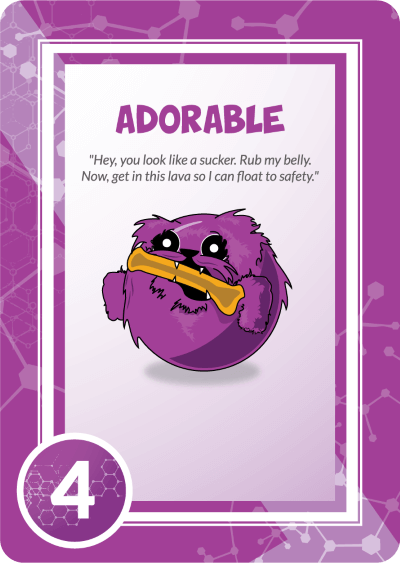 ADORABLE
"Hey, you look like a sucker. Rub my belly.
Now, get in this lava so I can float to safety."
4